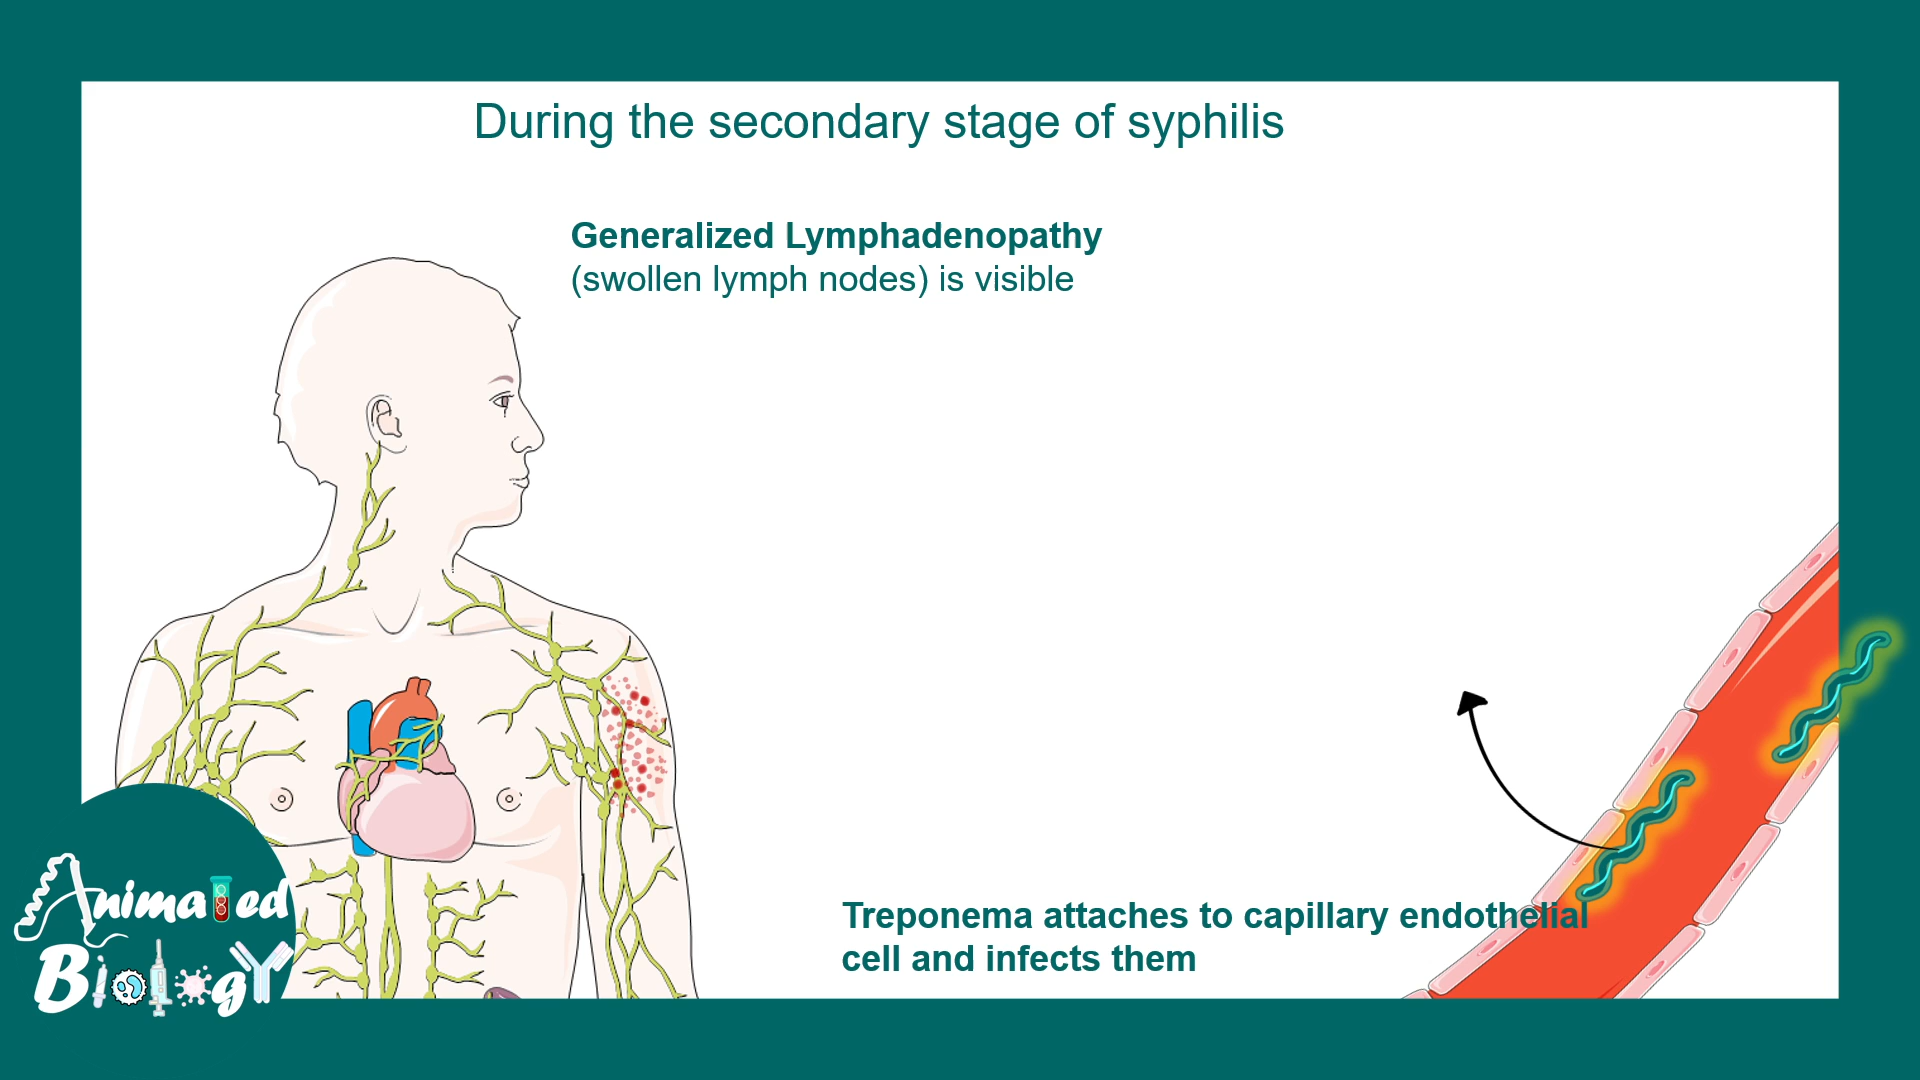 During the secondary stage of syphilis
Generalized Lymphadenopathy
(swollen lymph nodes) is visible
Treponema attaches to capillary endothelial
cell and infects them
Animated
Biology